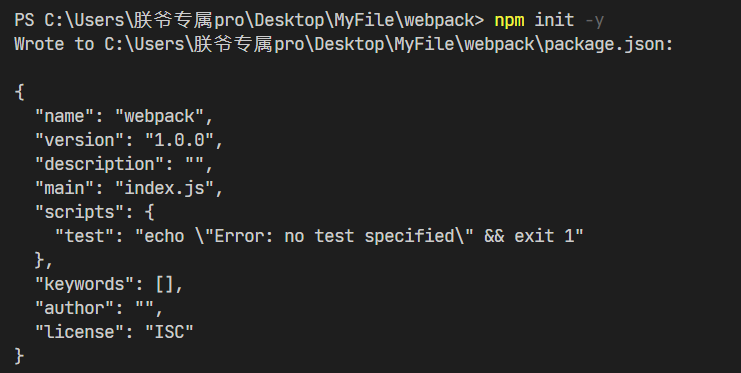 PS C:\Users\朕爷专属pro\Desktop\MyFile\webpack> npm init -y
Wrote to C:\Users\朕爷专属pro\Desktop\MyFile\webpack\package.json:
{
"name": "webpack",
"version": "1.0.0",
"description": "",
"main": "index.js",
"scripts": {
"test": "echo \"Error: no test specified\" && exit 1"
},
"keywords": [],
"author": "",
"license": "ISC"
}